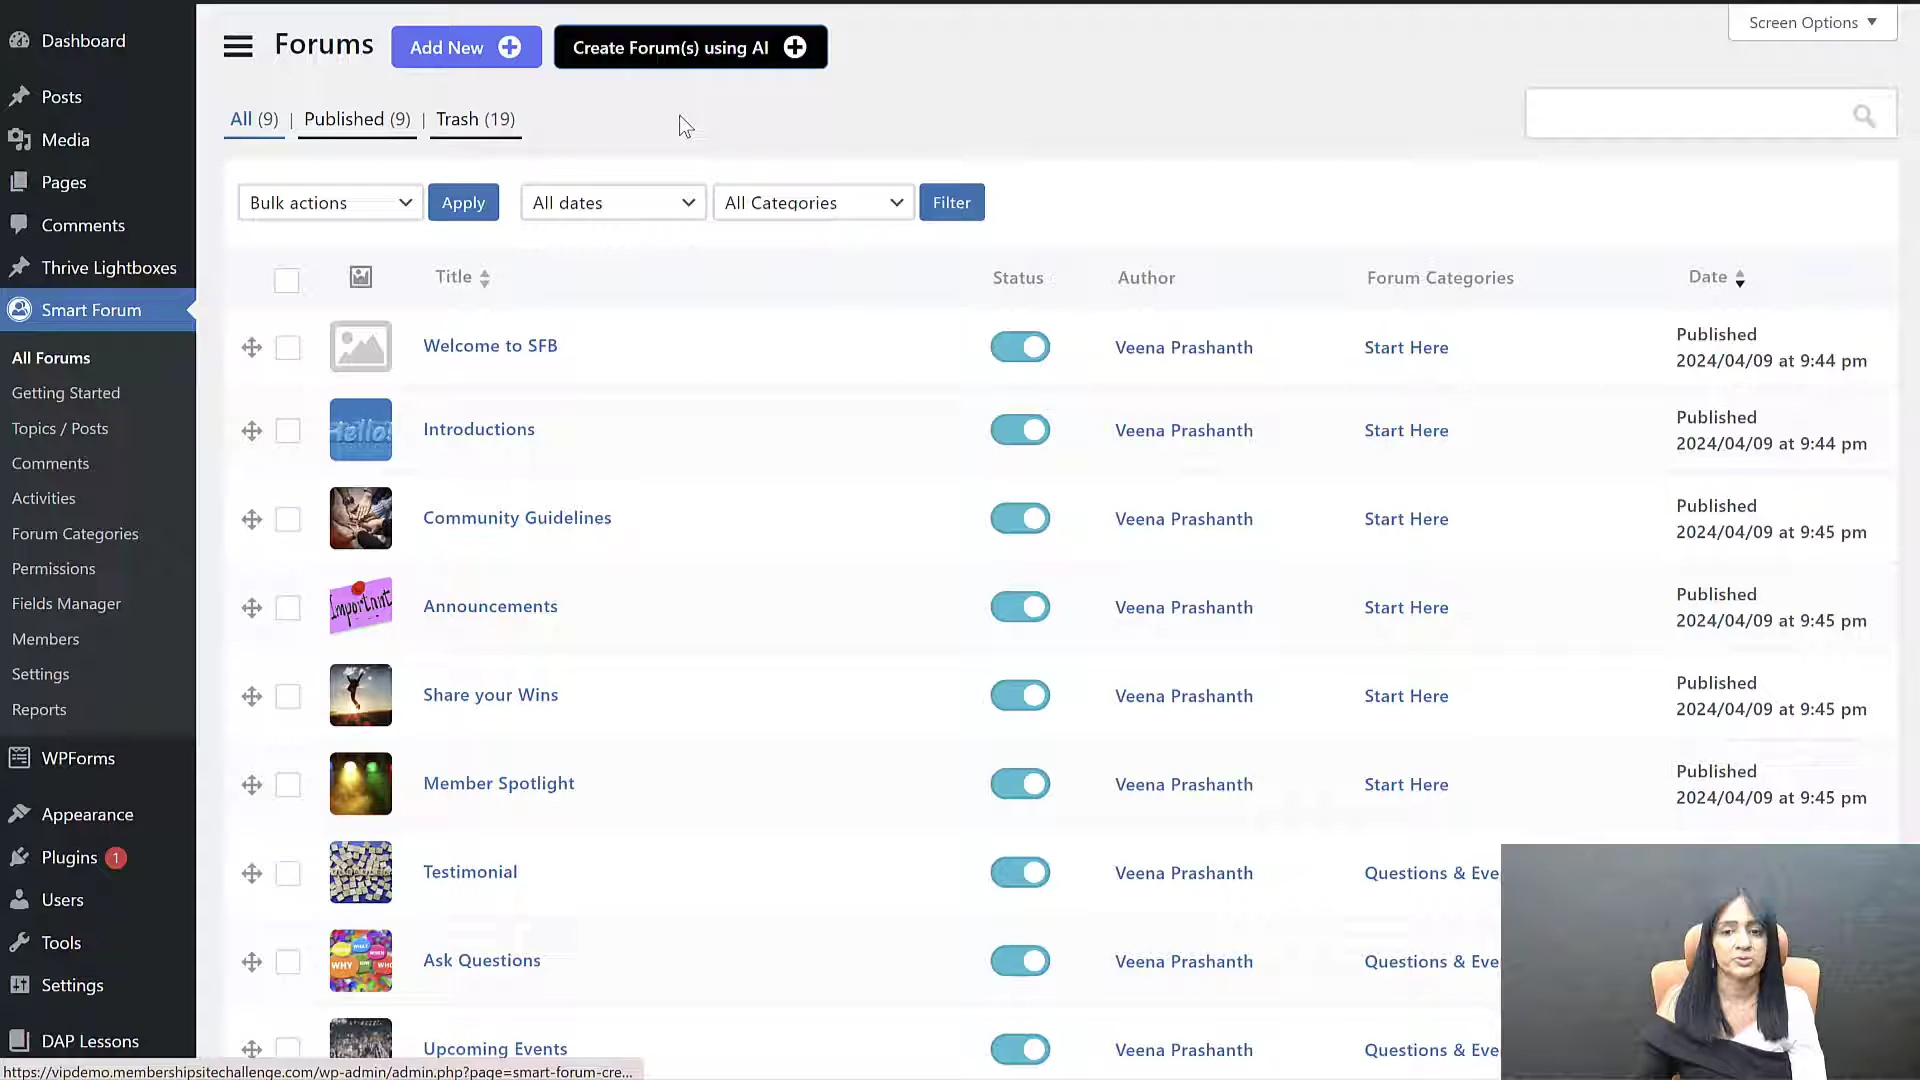 Dashboard
Posts
Media
Pages
Comments
Thrive Lightboxes
Smart Forum
All Forums
Getting Started
Topics / Posts
Comments
Activities
Forum Categories
Permissions
Fields Manager
Members
Settings
Reports
WPForms
Appearance
Plugins 1
Users
Tools
Settings
DAP Lessons
Forums
Add New
Create Forum(s) using AI
Screen Options
All (9) | Published (9) | Trash (19)
Bulk actions
Apply
All dates
All Categories
Filter
Title
Status
Author
Forum Categories
Date
Welcome to SFB
Veena Prashanth
Start Here
Published
2024/04/09 at 9:44 pm
Hello!
Introductions
Veena Prashanth
Start Here
Published
2024/04/09 at 9:44 pm
Community Guidelines
Veena Prashanth
Start Here
Published
2024/04/09 at 9:45 pm
Important
Announcements
Veena Prashanth
Start Here
Published
2024/04/09 at 9:45 pm
Share your Wins
Veena Prashanth
Start Here
Published
2024/04/09 at 9:45 pm
Member Spotlight
Veena Prashanth
Start Here
Published
2024/04/09 at 9:45 pm
Testimonial
Veena Prashanth
Questions & Eve
WHY
Ask Questions
Veena Prashanth
Questions & Eve
Upcoming Events
Veena Prashanth
Questions & Eve
https://vipdemo.membershipsitechallenge.com/wp-admin/admin.php?page=smart-forum-cre...